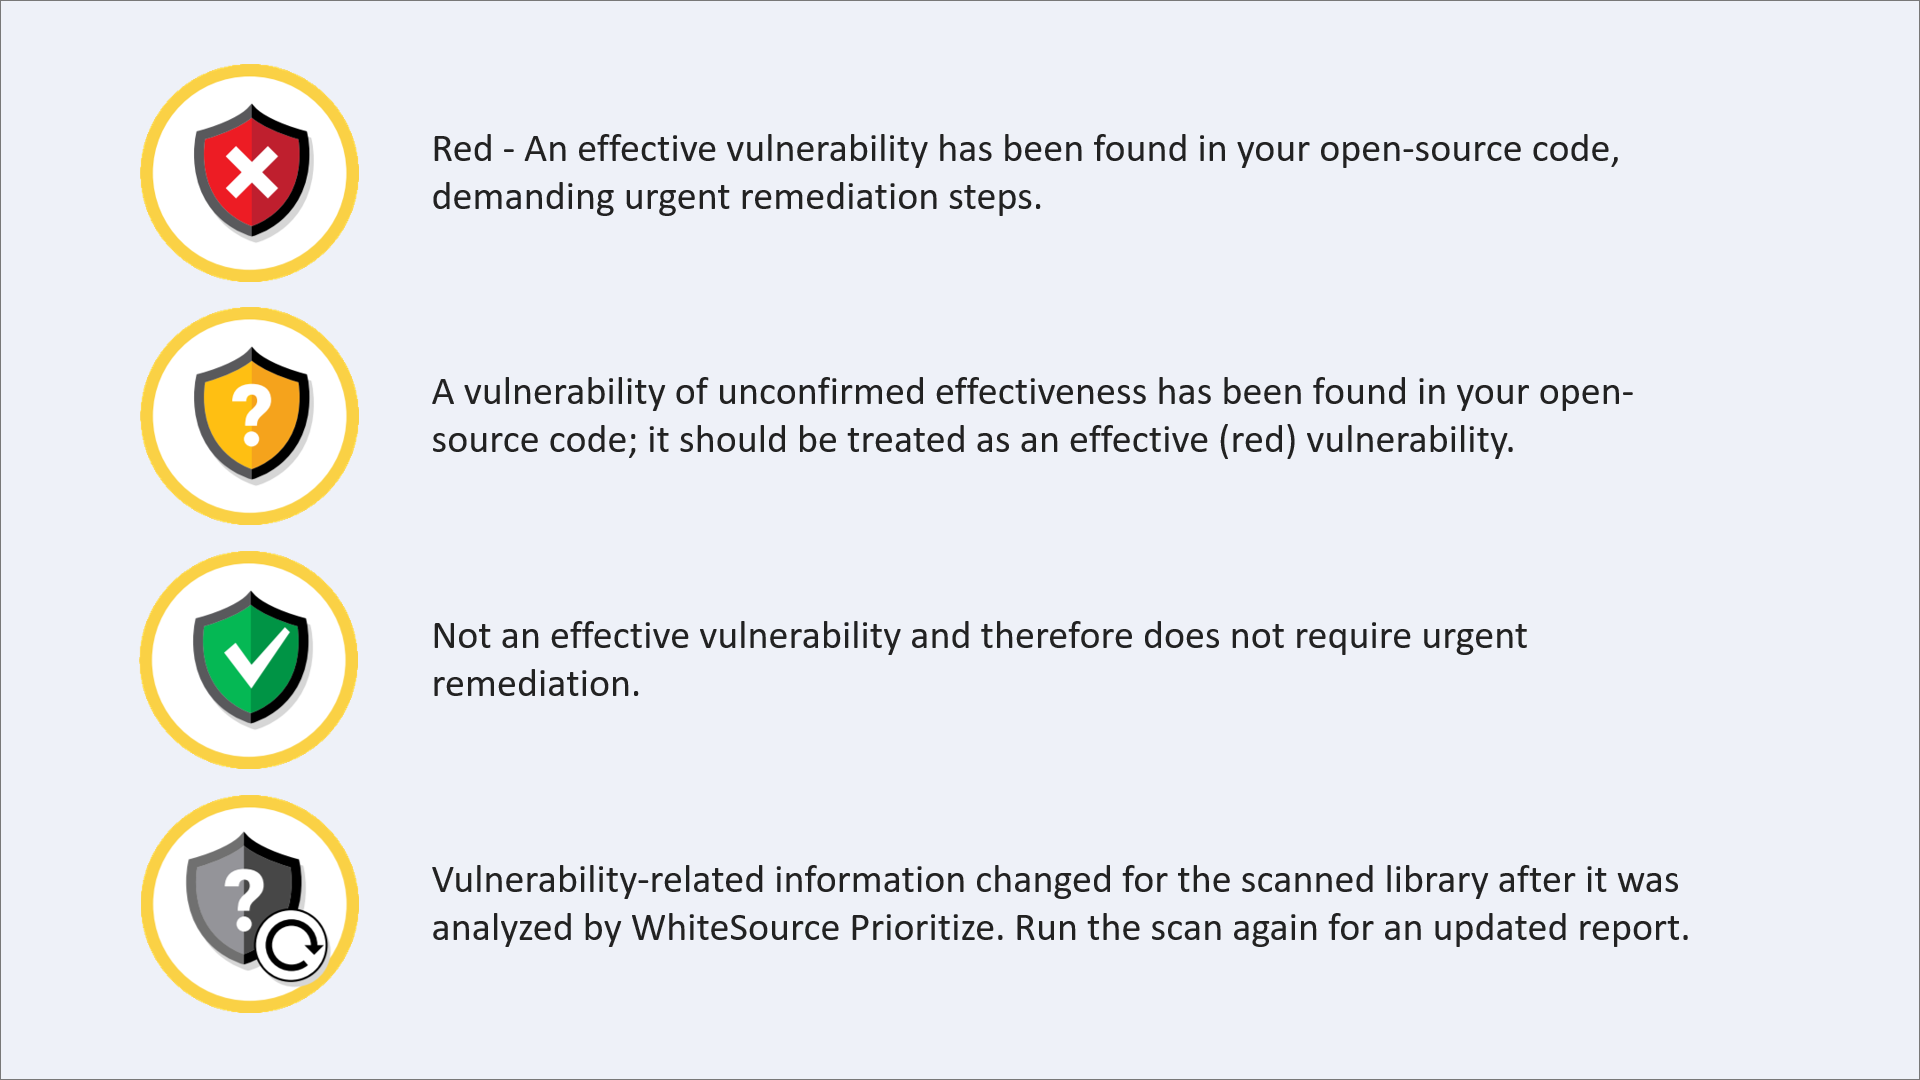 Red - An effective vulnerability has been found in your open-source code,
demanding urgent remediation steps.
?
A vulnerability of unconfirmed effectiveness has been found in your open-
source code; it should be treated as an effective (red) vulnerability.
Not an effective vulnerability and therefore does not require urgent
remediation.
?
Vulnerability-related information changed for the scanned library after it was
analyzed by WhiteSource Prioritize. Run the scan again for an updated report.